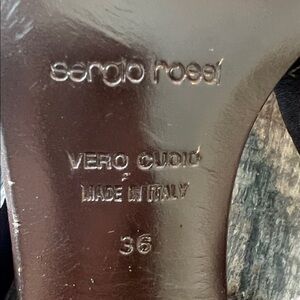 sergio rossi
VERO CUOIO
MADE IN ITALY
36